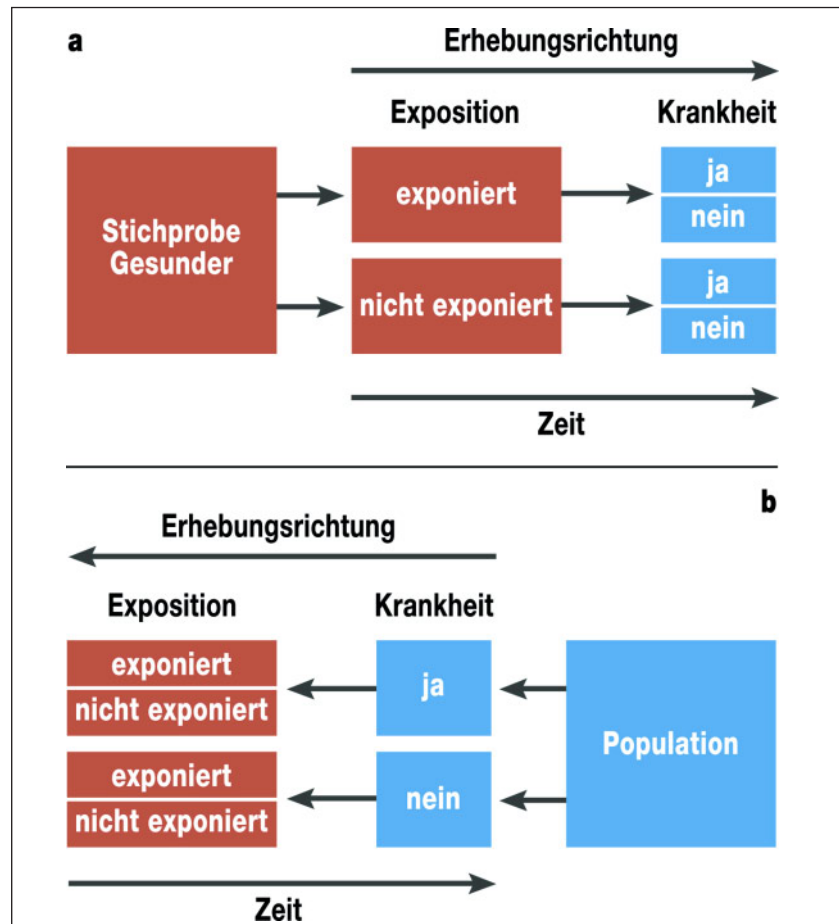 a
Erhebungsrichtung
Exposition
Krankheit
Stichprobe
Gesunder
exponiert
ja
nein
nicht exponiert
ja
nein
Zeit
b
Erhebungsrichtung
Exposition
Krankheit
exponiert
nicht exponiert
ja
Population
exponiert
nicht exponiert
nein
Zeit